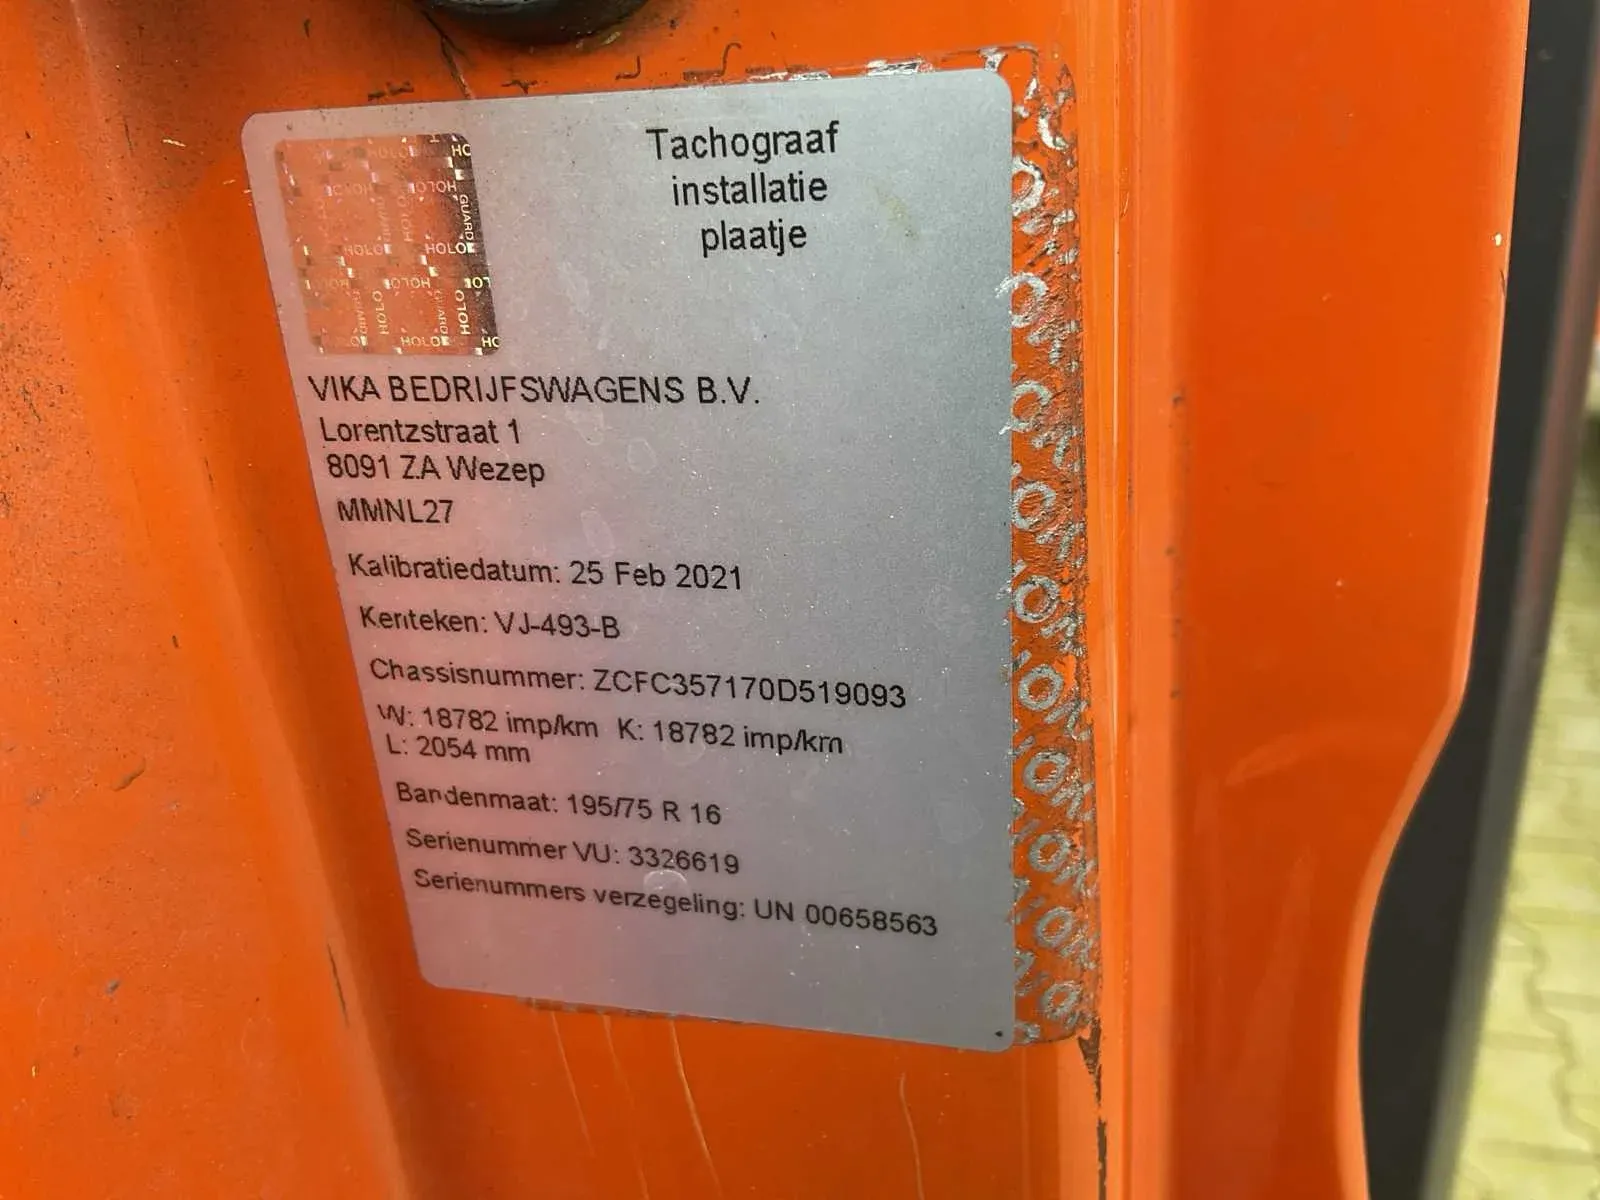 Tachograaf
installatie
plaatje
HOLO GUARD
VIKA BEDRIJFSWAGENS B.V.
Lorentzstraat 1
8091 ZA Wezep
MMNL27
Kalibratiedatum: 25 Feb 2021
Kenteken: VJ-493-B
Chassisnummer: ZCFC357170D519093
W: 18782 imp/km K: 18782 imp/km
L: 2054 mm
Bandenmaat: 195/75 R 16
Serienummer VU: 3326619
Serienummers verzegeling: UN 00658563